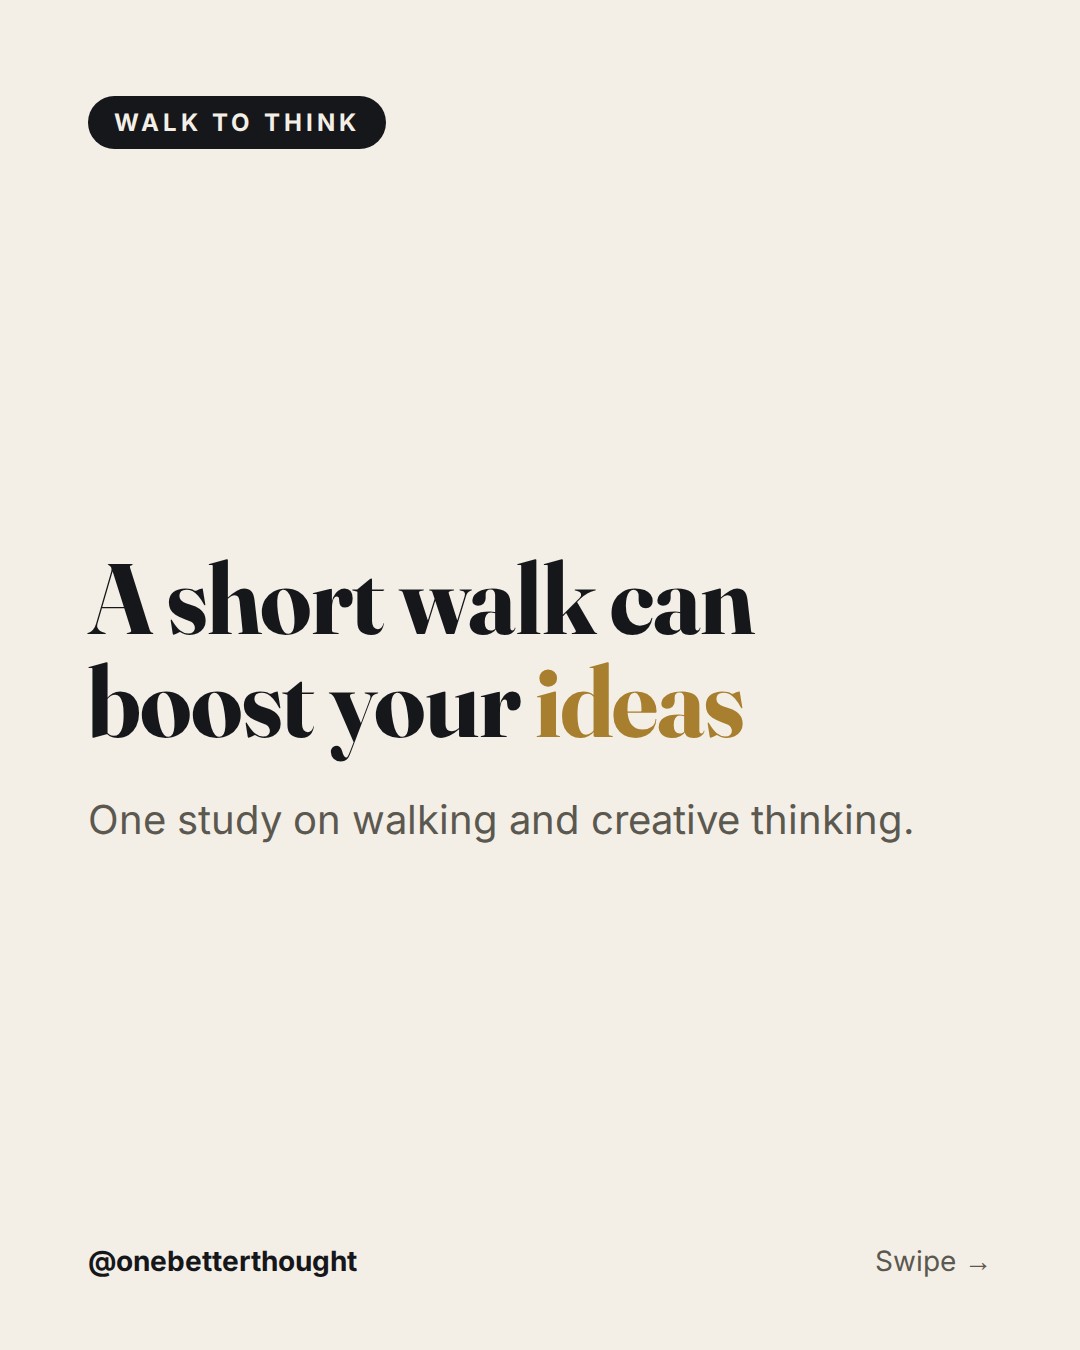 WALK TO THINK
A short walk can
boost your ideas
One study on walking and creative thinking.
@onebetterthought
Swipe →